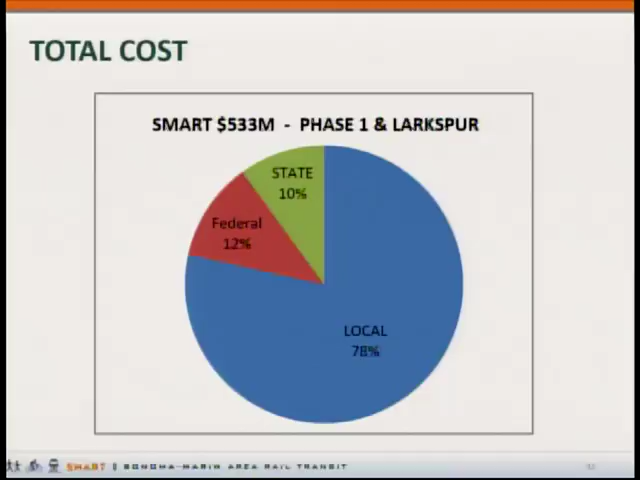 TOTAL COST
SMART $533M - PHASE 1 & LARKSPUR
STATE
10%
Federal
12%
LOCAL
78%
SMART | SONOMA-MARIN AREA RAIL TRANSIT